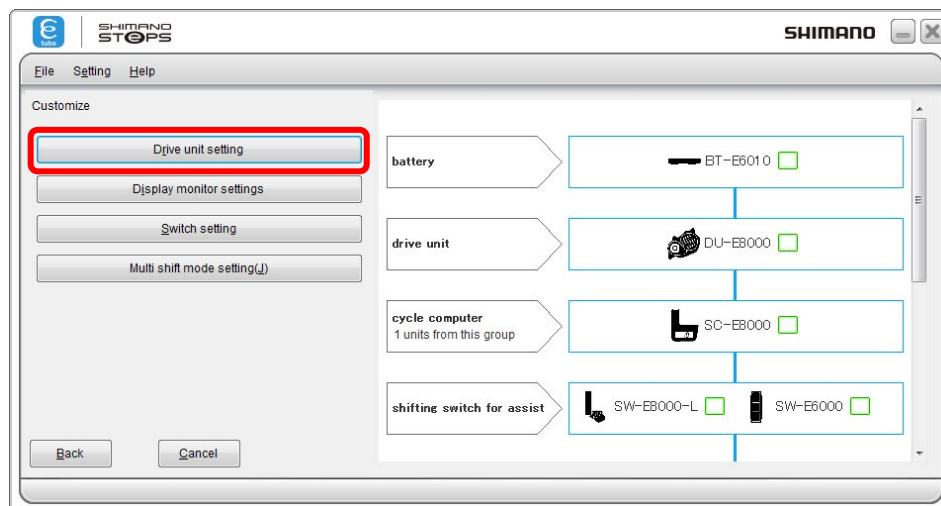 E
tube
SHIMANO
STEPS
SHIMANO
File Setting Help
Customize
Drive unit setting
Display monitor settings
Switch setting
Multi shift mode setting(J)
Back
Cancel
battery
BT-E6010
drive unit
DU-E8000
cycle computer
1 units from this group
SC-E8000
shifting switch for assist
SW-E8000-L
SW-E6000